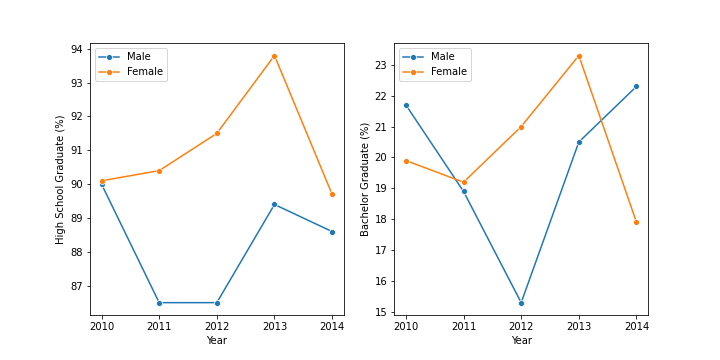 Male
Female
High School Graduate (%)
94
93
92
91
90
89
88
87
2010 2011 2012 2013 2014
Year
Male
Female
Bachelor Graduate (%)
23
22
21
20
19
18
17
16
15
2010 2011 2012 2013 2014
Year